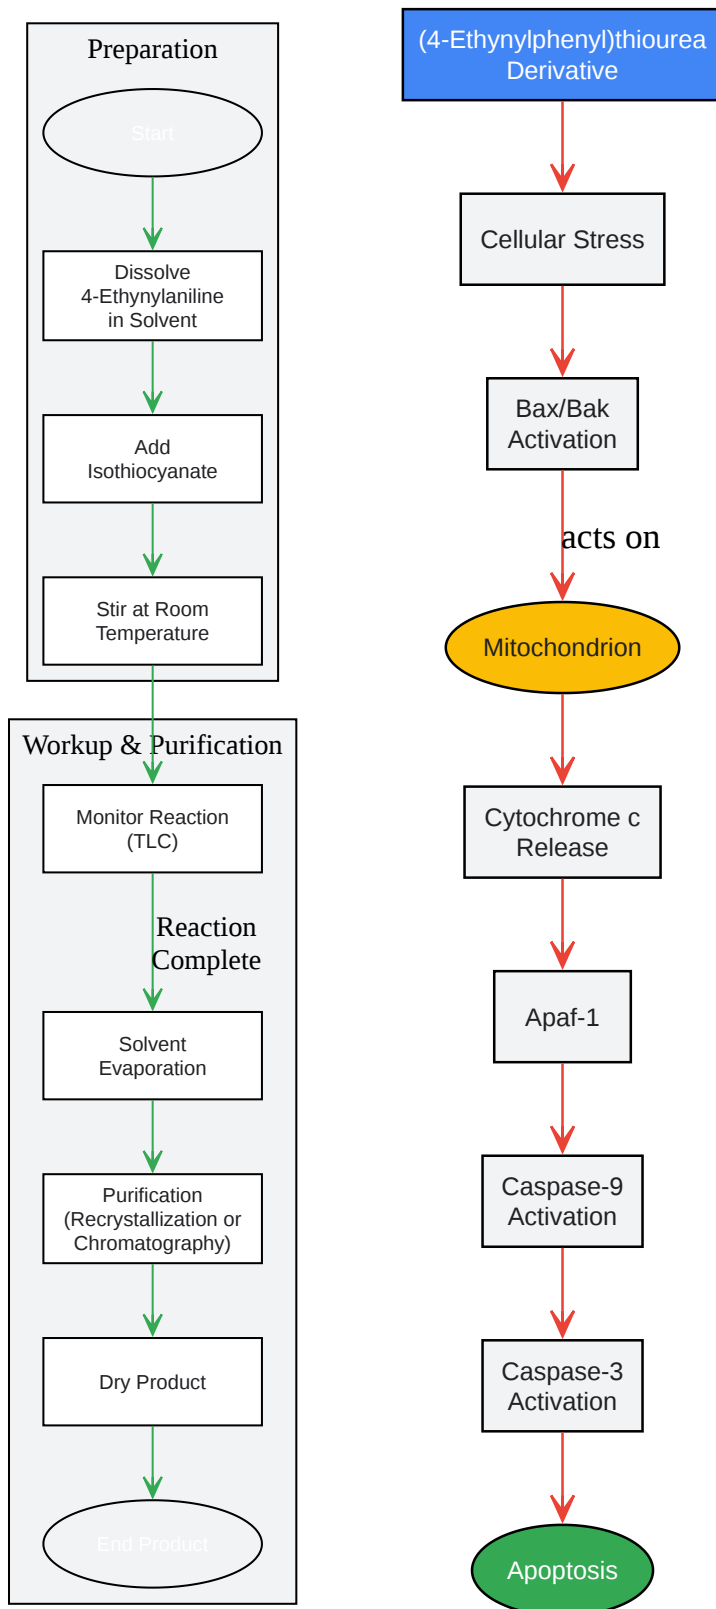 Preparation
Start
Dissolve
4-Ethynylaniline
in Solvent
Add
Isothiocyanate
Stir at Room
Temperature
Workup & Purification
Monitor Reaction
(TLC)
Reaction
Complete
Solvent
Evaporation
Purification
(Recrystallization or
Chromatography)
Dry Product
End Product
(4-Ethynylphenyl)thiourea
Derivative
Cellular Stress
Bax/Bak
Activation
acts on
Mitochondrion
Cytochrome c
Release
Apaf-1
Caspase-9
Activation
Caspase-3
Activation
Apoptosis